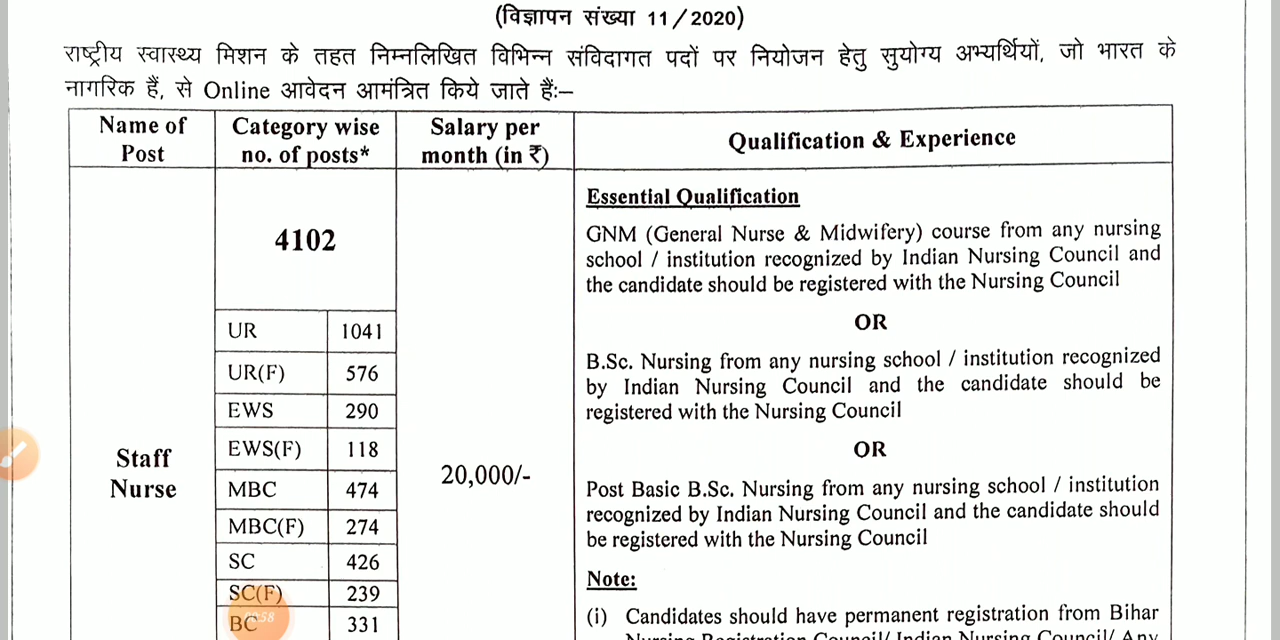 (विज्ञापन संख्या 11/2020)
राष्ट्रीय स्वास्थ्य मिशन के तहत निम्नलिखित विभिन्न संविदागत पदों पर नियोजन हेतु सुयोग्य अभ्यर्थियों, जो भारत के
नागरिक हैं, से Online आवेदन आमंत्रित किये जाते हैं:–
Name of Post
Category wise no. of posts*
Salary per month (in ₹)
Qualification & Experience
Staff
Nurse
4102
UR 1041
UR(F) 576
EWS 290
EWS(F) 118
MBC 474
MBC(F) 274
SC 426
SC(F) 239
BC 331
20,000/-
Essential Qualification
GNM (General Nurse & Midwifery) course from any nursing
school / institution recognized by Indian Nursing Council and
the candidate should be registered with the Nursing Council
OR
B.Sc. Nursing from any nursing school / institution recognized
by Indian Nursing Council and the candidate should be
registered with the Nursing Council
OR
Post Basic B.Sc. Nursing from any nursing school / institution
recognized by Indian Nursing Council and the candidate should
be registered with the Nursing Council
Note:
(i) Candidates should have permanent registration from Bihar
Nursing Registration Council/ Indian Nursing Council/ Any